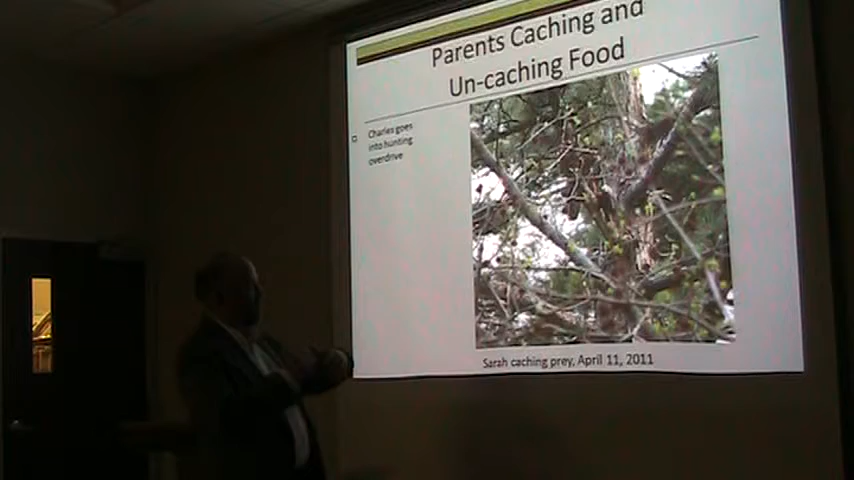 Parents Caching and
Un-caching Food
Charles goes
into hunting
overdrive
Sarah caching prey, April 11, 2011